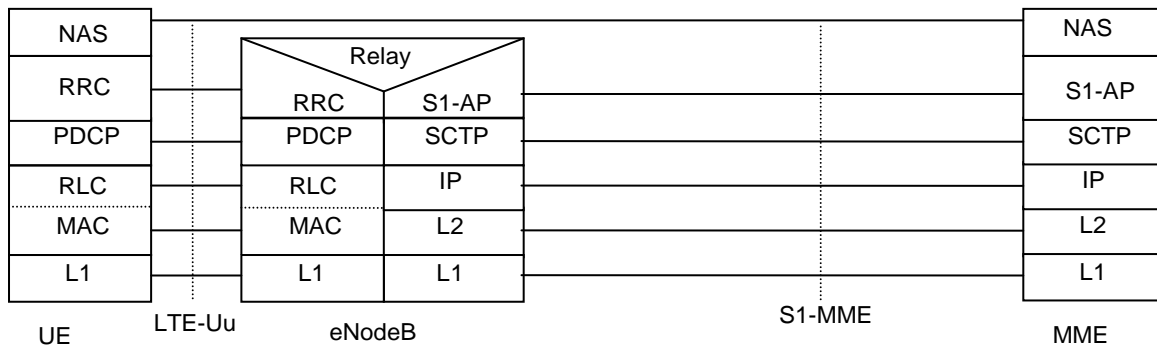 NAS
NAS
Relay
RRC
RRC
S1-AP
S1-AP
PDCP
PDCP
SCTP
SCTP
RLC
RLC
IP
IP
MAC
MAC
L2
L2
L1
L1
L1
L1
UE
LTE-Uu
eNodeB
S1-MME
MME